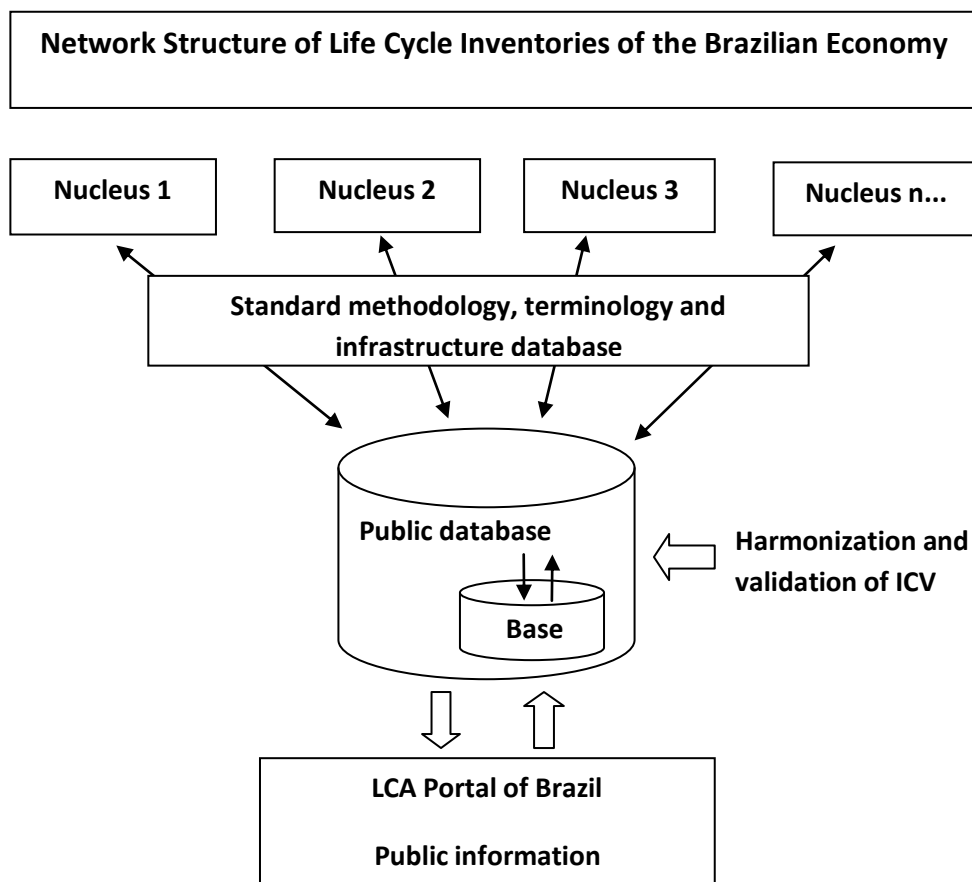 Network Structure of Life Cycle Inventories of the Brazilian Economy
Nucleus 1
Nucleus 2
Nucleus 3
Nucleus n...
Standard methodology, terminology and
infrastructure database
Public database
Base
Harmonization and
validation of ICV
LCA Portal of Brazil
Public information